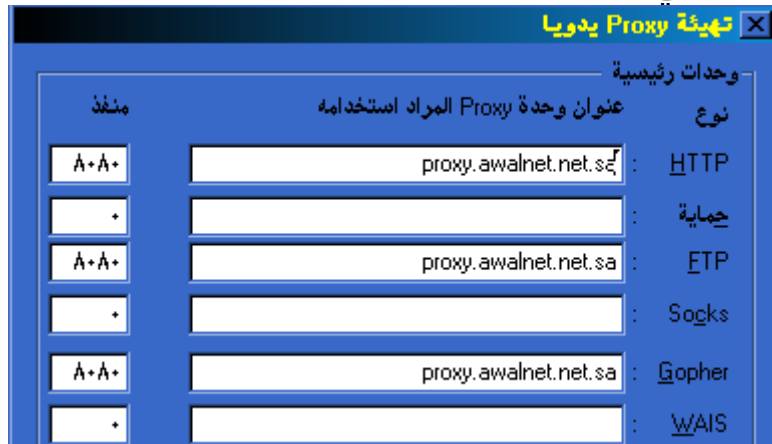 تهيئة Proxy يدويا
وحدات رئيسية
نوع عنوان وحدة Proxy المراد استخدامه منفذ
HTTP : proxy.awalnet.net.sa ٨٠٨٠
حماية : ٠
FTP : proxy.awalnet.net.sa ٨٠٨٠
Socks : ٠
Gopher : proxy.awalnet.net.sa ٨٠٨٠
WAIS : ٠